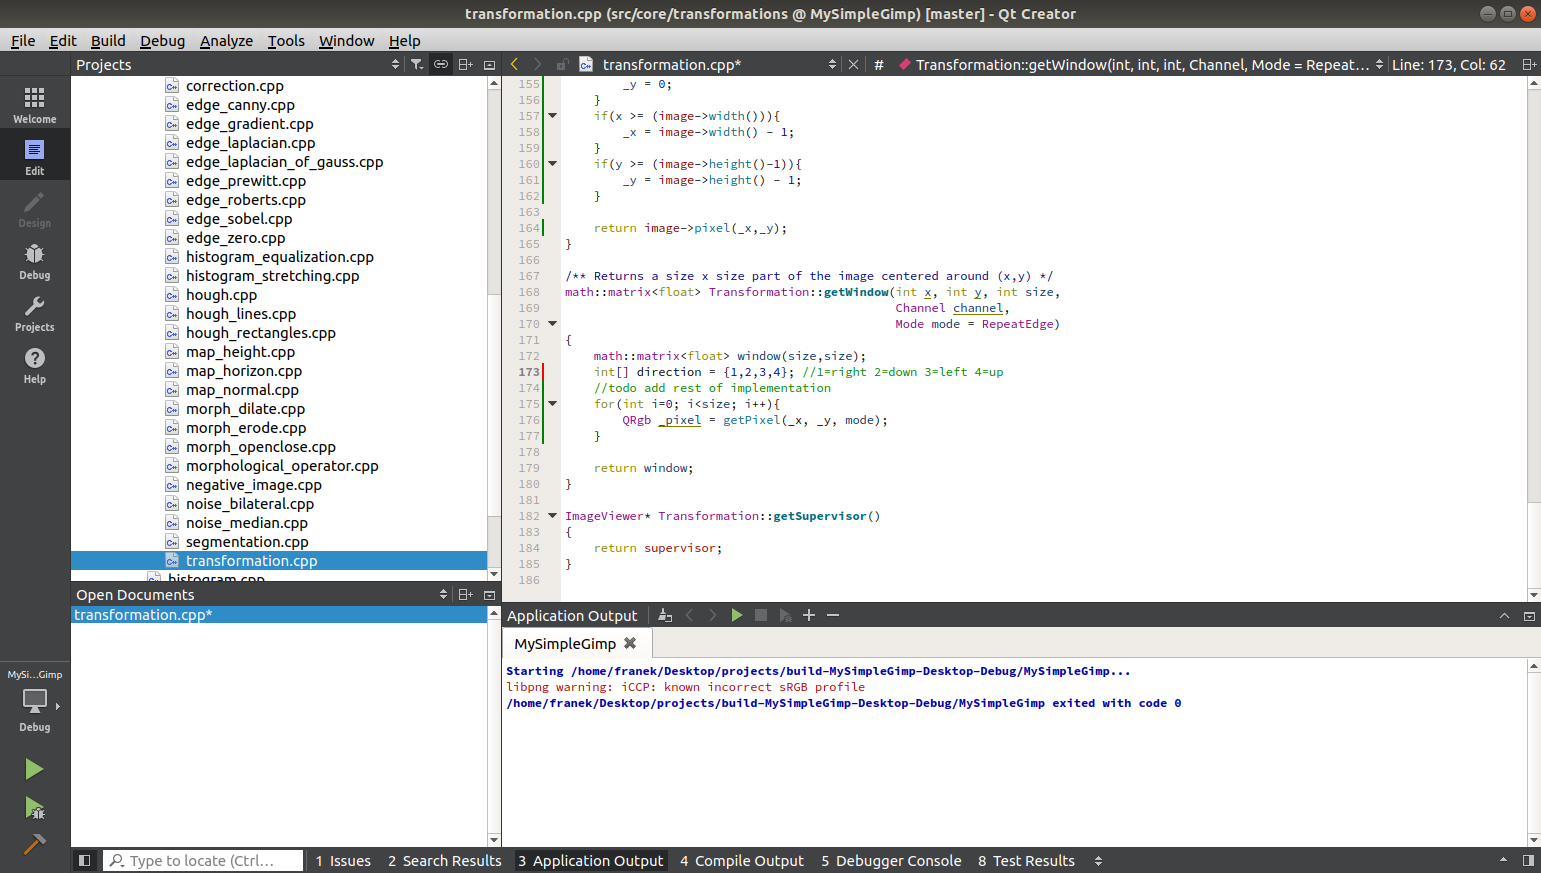 transformation.cpp (src/core/transformations @ MySimpleGimp) [master] - Qt Creator
File Edit Build Debug Analyze Tools Window Help
Projects
transformation.cpp* # Transformation::getWindow(int, int, int, Channel, Mode = Repeat... Line: 173, Col: 62
Welcome
Edit
Design
Debug
Projects
Help
correction.cpp
edge_canny.cpp
edge_gradient.cpp
edge_laplacian.cpp
edge_laplacian_of_gauss.cpp
edge_prewitt.cpp
edge_roberts.cpp
edge_sobel.cpp
edge_zero.cpp
histogram_equalization.cpp
histogram_stretching.cpp
hough.cpp
hough_lines.cpp
hough_rectangles.cpp
map_height.cpp
map_horizon.cpp
map_normal.cpp
morph_dilate.cpp
morph_erode.cpp
morph_openclose.cpp
morphological_operator.cpp
negative_image.cpp
noise_bilateral.cpp
noise_median.cpp
segmentation.cpp
transformation.cpp
histogram.cpp
155 _y = 0;
156 }
157 if(x >= (image->width())){
158 _x = image->width() - 1;
159 }
160 if(y >= (image->height()-1)){
161 _y = image->height() - 1;
162 }
163
164 return image->pixel(_x,_y);
165 }
166
167 /** Returns a size x size part of the image centered around (x,y) */
168 math::matrix<float> Transformation::getWindow(int x, int y, int size,
169 Channel channel,
170 Mode mode = RepeatEdge)
171 {
172 math::matrix<float> window(size,size);
173 int[] direction = {1,2,3,4}; //1=right 2=down 3=left 4=up
174 //todo add rest of implementation
175 for(int i=0; i<size; i++){
176 QRgb _pixel = getPixel(_x, _y, mode);
177 }
178
179 return window;
180 }
181
182 ImageViewer* Transformation::getSupervisor()
183 {
184 return supervisor;
185 }
186
Open Documents
transformation.cpp*
Application Output
MySimpleGimp
Starting /home/franek/Desktop/projects/build-MySimpleGimp-Desktop-Debug/MySimpleGimp...
libpng warning: iCCP: known incorrect sRGB profile
/home/franek/Desktop/projects/build-MySimpleGimp-Desktop-Debug/MySimpleGimp exited with code 0
MySi...Gimp
Debug
Type to locate (Ctrl... 1 Issues 2 Search Results 3 Application Output 4 Compile Output 5 Debugger Console 8 Test Results